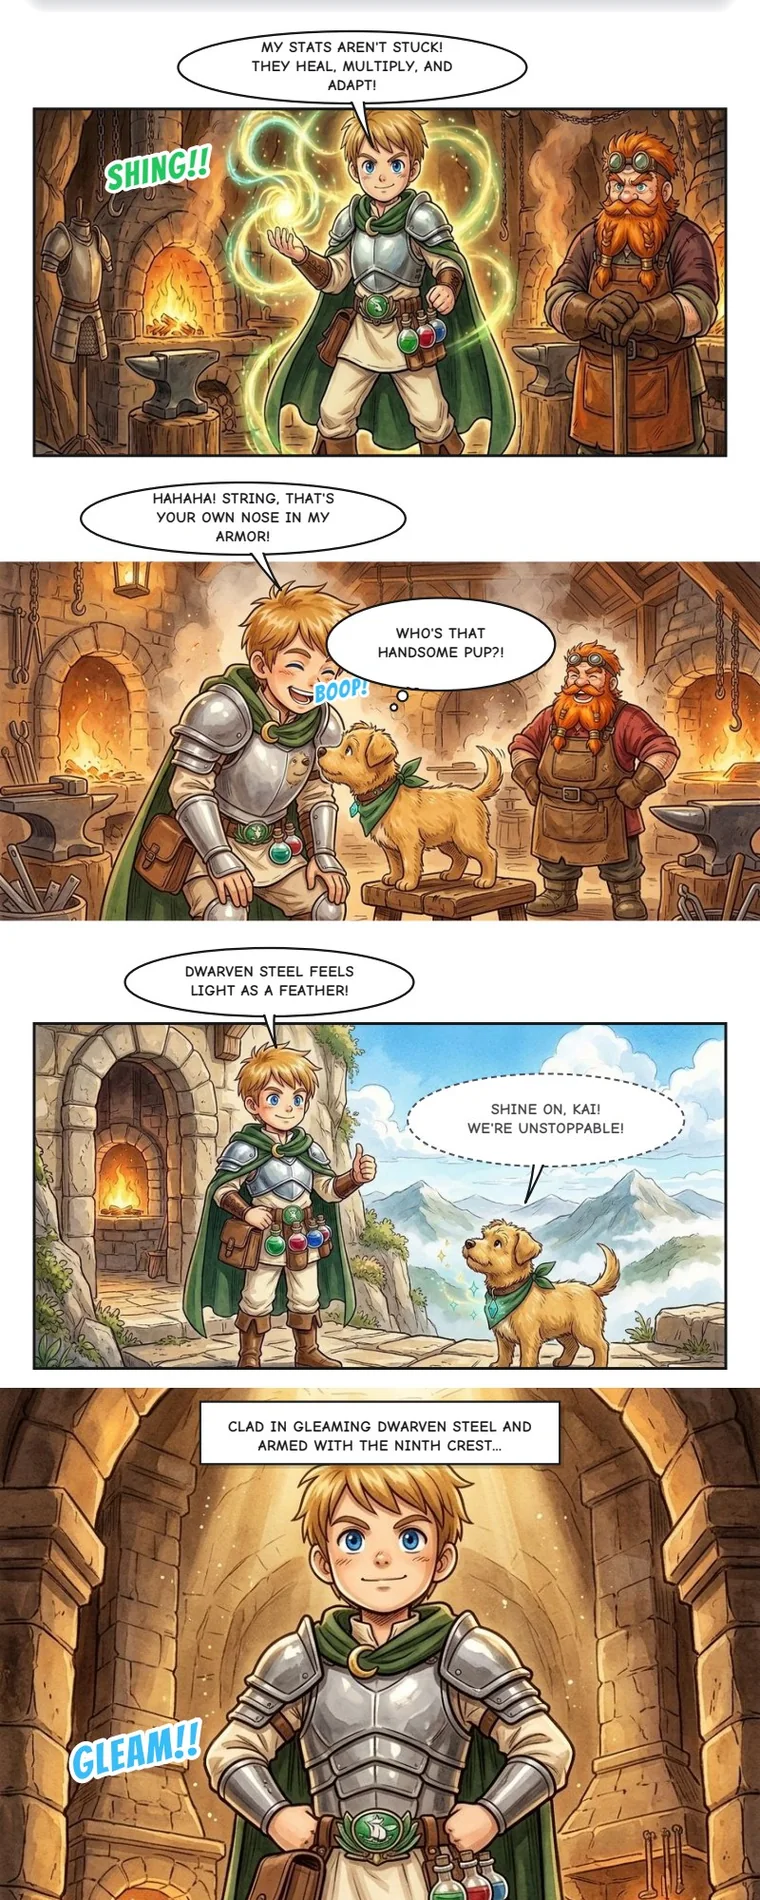 MY STATS AREN'T STUCK!
THEY HEAL, MULTIPLY, AND
ADAPT!
SHING!!
HAHAHA! STRING, THAT'S
YOUR OWN NOSE IN MY
ARMOR!
WHO'S THAT
HANDSOME PUP?!
BOOP!
DWARVEN STEEL FEELS
LIGHT AS A FEATHER!
SHINE ON, KAI!
WE'RE UNSTOPPABLE!
CLAD IN GLEAMING DWARVEN STEEL AND
ARMED WITH THE NINTH CREST...
GLEAM!!